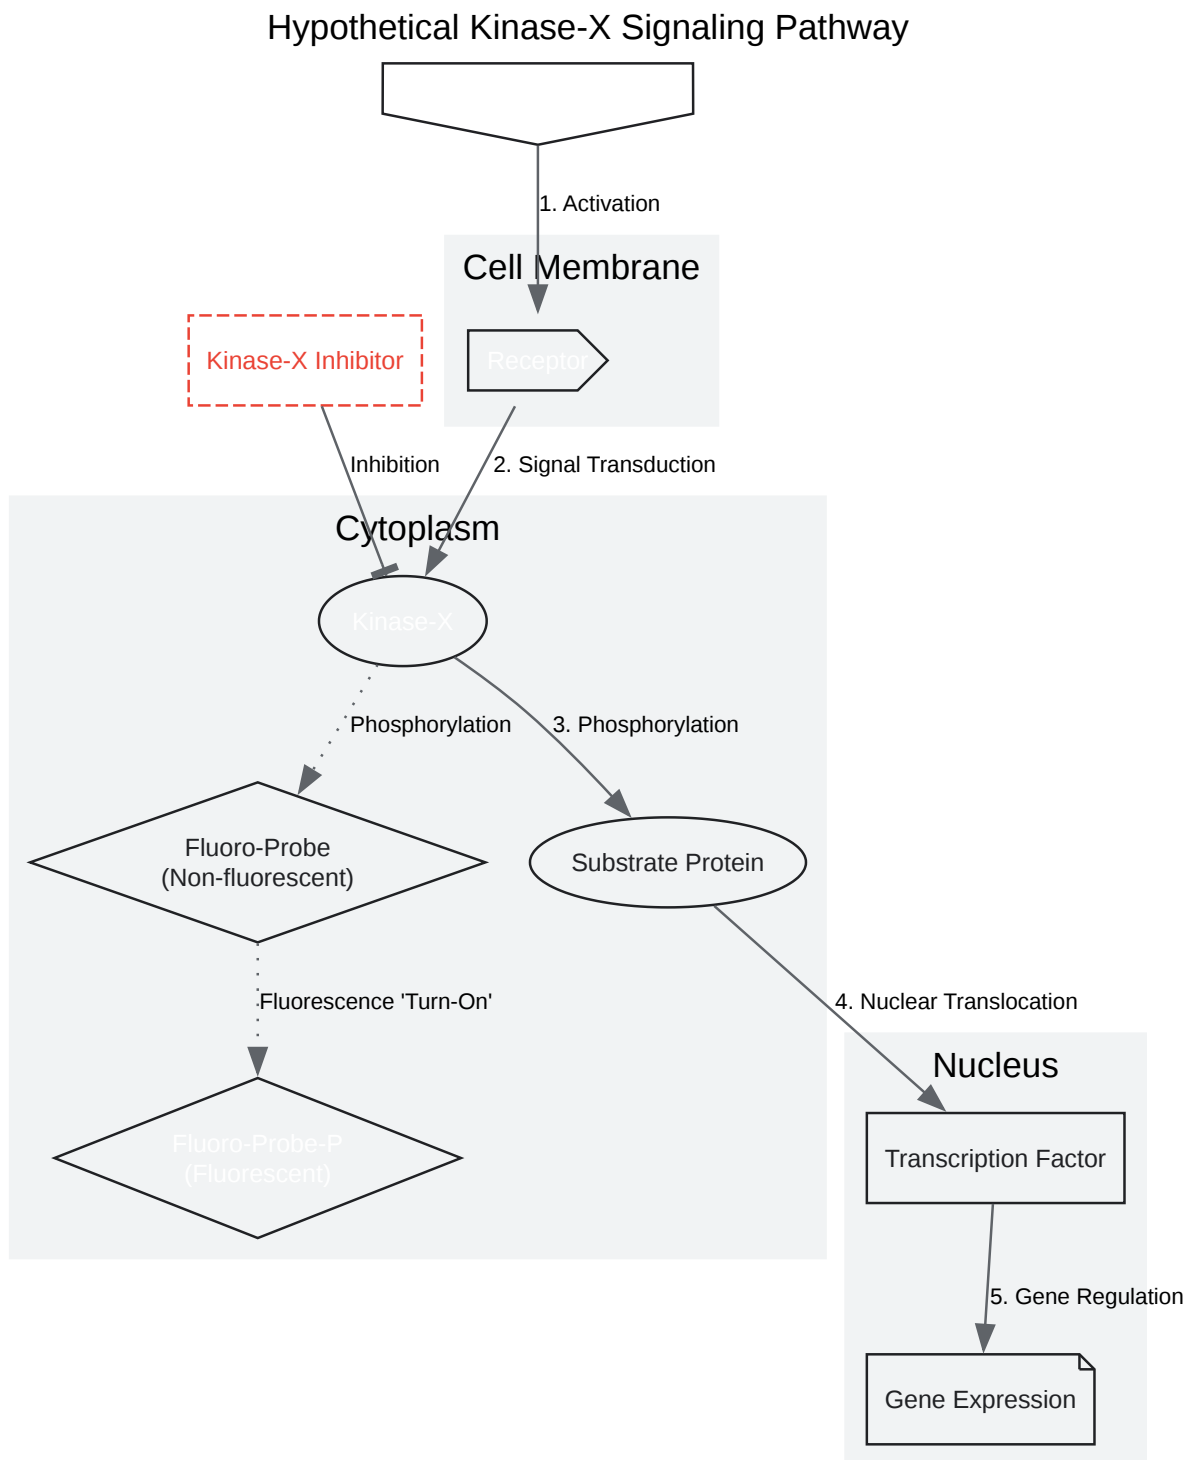 Hypothetical Kinase-X Signaling Pathway
1. Activation
Cell Membrane
Kinase-X Inhibitor
Receptor
Inhibition
2. Signal Transduction
Cytoplasm
Kinase-X
Phosphorylation
3. Phosphorylation
Fluoro-Probe
(Non-fluorescent)
Substrate Protein
Fluorescence 'Turn-On'
4. Nuclear Translocation
Nucleus
Fluoro-Probe-P
(Fluorescent)
Transcription Factor
5. Gene Regulation
Gene Expression